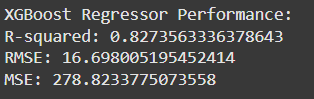 XGBoost Regressor Performance:
R-squared: 0.8273563336378643
RMSE: 16.698005195452414
MSE: 278.8233775073558